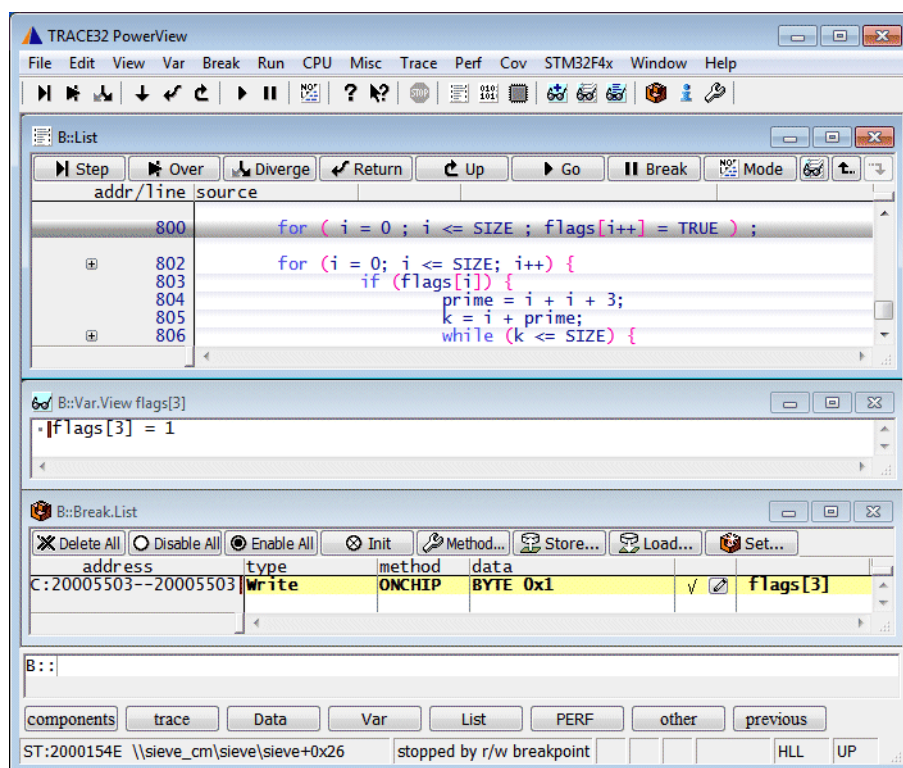 TRACE32 PowerView
File Edit View Var Break Run CPU Misc Trace Perf Cov STM32F4x Window Help
B::List
Step Over Diverge Return Up Go Break Mode
addr/line source
800 for ( i = 0 ; i <= SIZE ; flags[i++] = TRUE ) ;
802 for (i = 0; i <= SIZE; i++) {
803 if (flags[i]) {
804 prime = i + i + 3;
805 k = i + prime;
806 while (k <= SIZE) {
B::Var.View flags[3]
flags[3] = 1
B::Break.List
Delete All Disable All Enable All Init Method... Store... Load... Set...
address type method data
C:20005503--20005503 Write ONCHIP BYTE 0x1 √ flags[3]
B::
components trace Data Var List PERF other previous
ST:2000154E \\sieve_cm\sieve\sieve+0x26 stopped by r/w breakpoint HLL UP